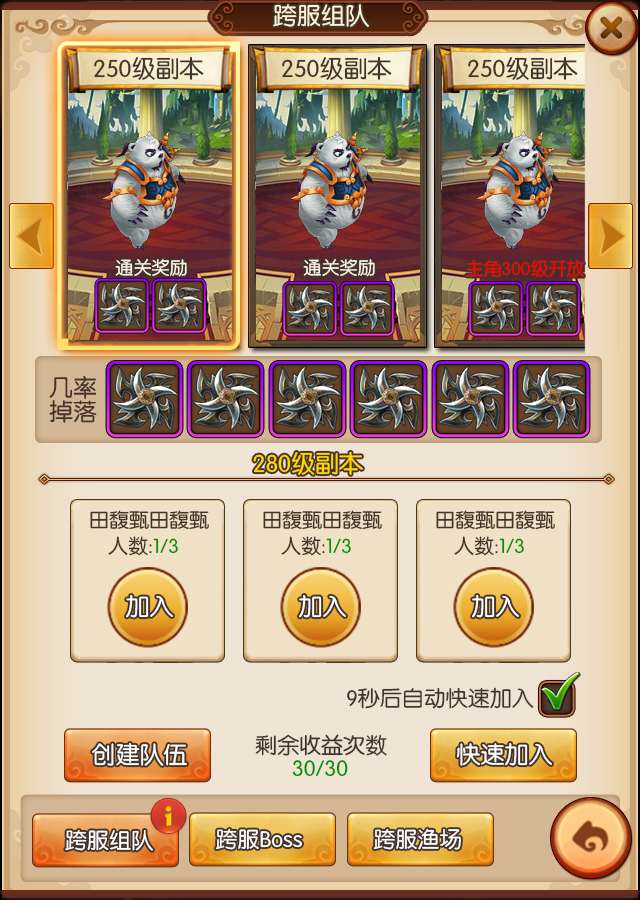 跨服组队
250级副本
250级副本
250级副本
通关奖励
通关奖励
主角300级开放
几率
掉落
280级副本
田馥甄田馥甄
田馥甄田馥甄
田馥甄田馥甄
人数:1/3
人数:1/3
人数:1/3
加入
加入
加入
9秒后自动快速加入
创建队伍
剩余收益次数
30/30
快速加入
跨服组队
跨服Boss
跨服渔场